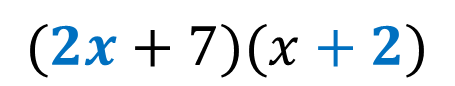 (2x + 7)(x + 2)